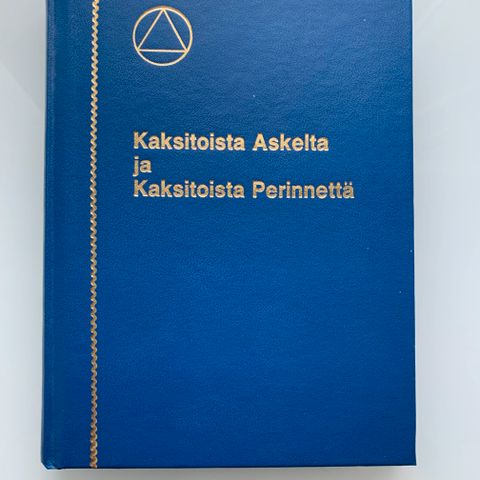 Kaksitoista Askelta
ja
Kaksitoista Perinnettä